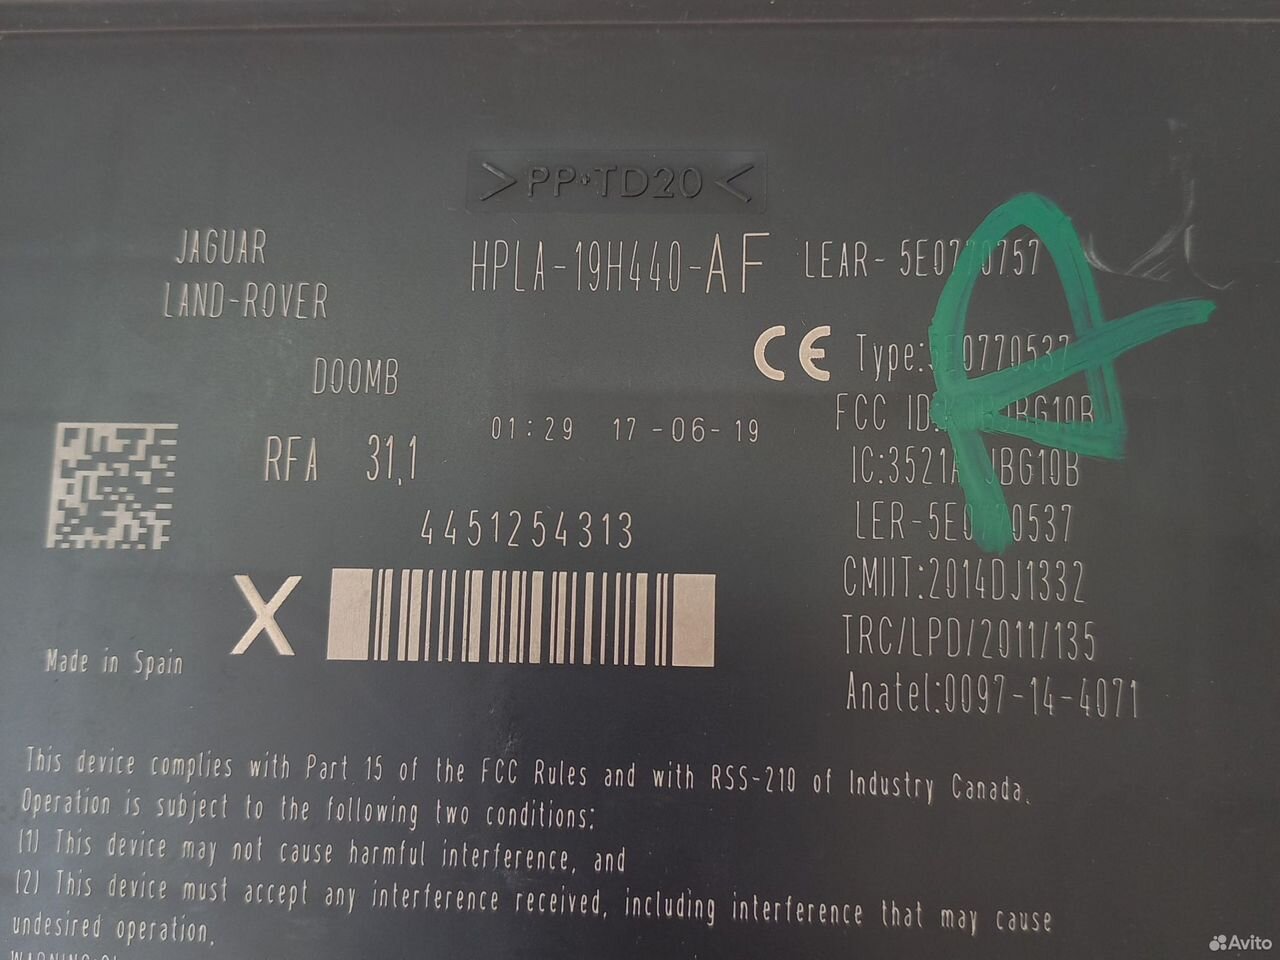 >PP+TD20<
JAGUAR
LAND-ROVER
HPLA-19H440-AF
LEAR- 5E0770757
CE
Type:5E0770537
DOOMB
FCC ID:
01:29 17-06-19
RFA 31,1
IC:3521A
LER-5E0770537
4451254313
CMIIT:2014DJ1332
X
TRC/LPD/2011/135
Made in Spain
Anatel:0097-14-4071
This device complies with Part 15 of the FCC Rules and with RSS-210 of Industry Canada.
Operation is subject to the following two conditions:
(1) This device may not cause harmful interference, and
(2) This device must accept any interference received, including interference that may cause
undesired operation.
Avito